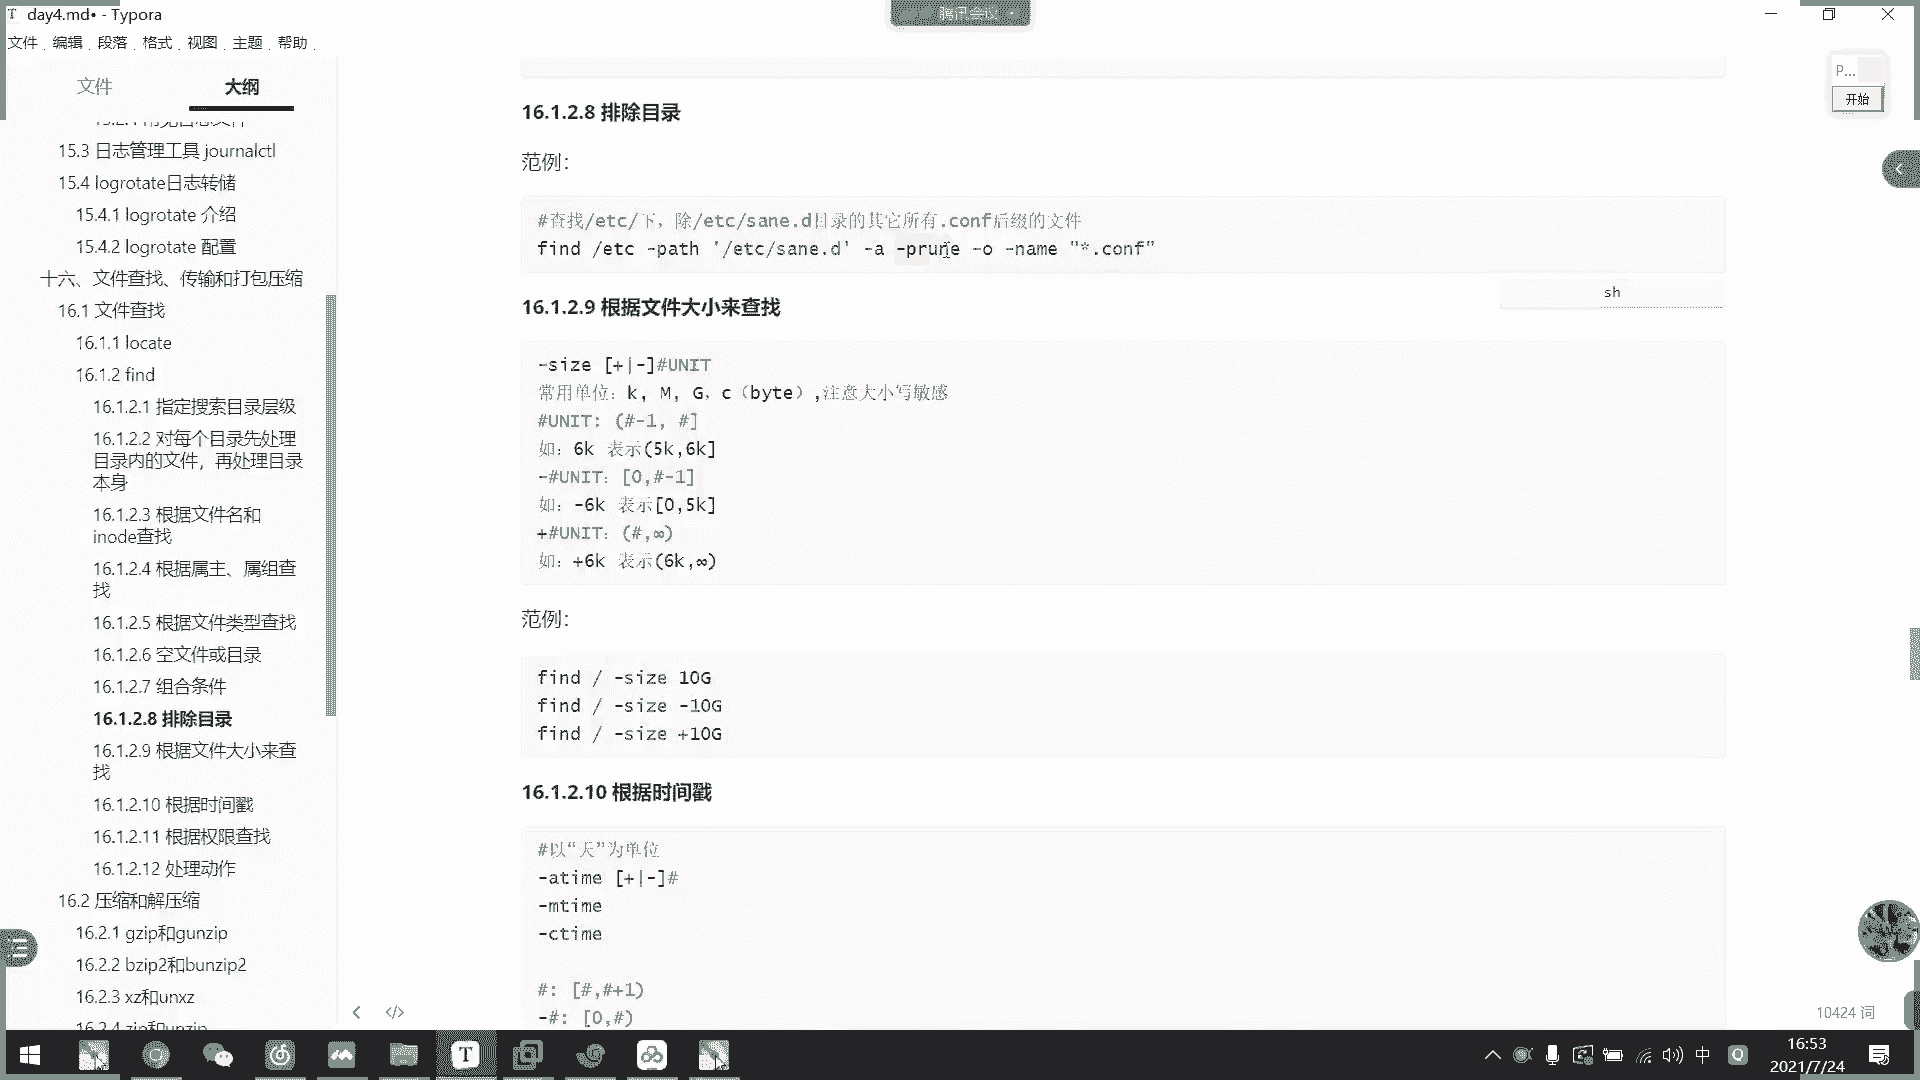 day4.md• - Typora
腾讯会议
文件 编辑 段落 格式 视图 主题 帮助
文件
大纲
15.3 日志管理工具 journalctl
15.4 logrotate日志转储
15.4.1 logrotate 介绍
15.4.2 logrotate 配置
十六、文件查找、传输和打包压缩
16.1 文件查找
16.1.1 locate
16.1.2 find
16.1.2.1 指定搜索目录层级
16.1.2.2 对每个目录先处理
目录内的文件，再处理目录
本身
16.1.2.3 根据文件名和
inode查找
16.1.2.4 根据属主、属组查
找
16.1.2.5 根据文件类型查找
16.1.2.6 空文件或目录
16.1.2.7 组合条件
16.1.2.8 排除目录
16.1.2.9 根据文件大小来查
找
16.1.2.10 根据时间戳
16.1.2.11 根据权限查找
16.1.2.12 处理动作
16.2 压缩和解压缩
16.2.1 gzip和gunzip
16.2.2 bzip2和bunzip2
16.2.3 xz和unxz
16.2.4 zip和unzip
16.1.2.8 排除目录
范例：
#查找/etc/下，除/etc/sane.d目录的其它所有.conf后缀的文件
find /etc -path '/etc/sane.d' -a -prune -o -name "*.conf"
sh
16.1.2.9 根据文件大小来查找
-size [+|-]#UNIT
常用单位：k, M, G，c（byte）,注意大小写敏感
#UNIT: (#-1, #]
如：6k 表示(5k,6k]
-#UNIT：[0,#-1]
如：-6k 表示[0,5k]
+#UNIT：(#,∞)
如：+6k 表示(6k,∞)
范例：
find / -size 10G
find / -size -10G
find / -size +10G
16.1.2.10 根据时间戳
#以“天”为单位
-atime [+|-]#
-mtime
-ctime
#: [#,#+1)
-#: [0,#)
P...
开始
10424 词
中
16:53
2021/7/24